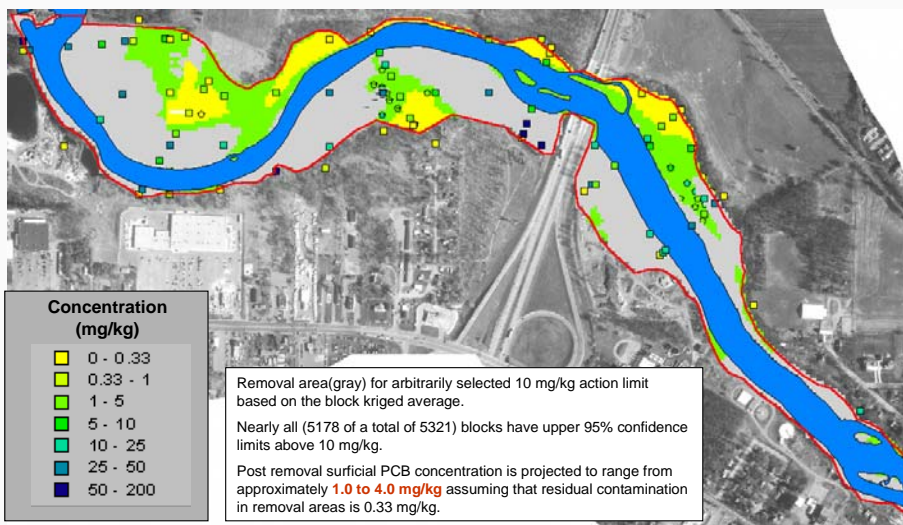 Concentration
(mg/kg)
0 - 0.33
0.33 - 1
1 - 5
5 - 10
10 - 25
25 - 50
50 - 200
Removal area(gray) for arbitrarily selected 10 mg/kg action limit
based on the block kriged average.
Nearly all (5178 of a total of 5321) blocks have upper 95% confidence
limits above 10 mg/kg.
Post removal surficial PCB concentration is projected to range from
approximately 1.0 to 4.0 mg/kg assuming that residual contamination
in removal areas is 0.33 mg/kg.